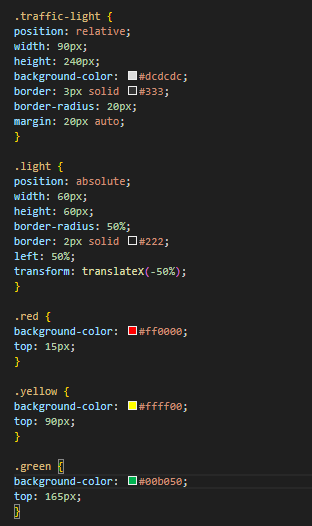 .traffic-light {
position: relative;
width: 90px;
height: 240px;
background-color: #dcdcdc;
border: 3px solid #333;
border-radius: 20px;
margin: 20px auto;
}
.light {
position: absolute;
width: 60px;
height: 60px;
border-radius: 50%;
border: 2px solid #222;
left: 50%;
transform: translateX(-50%);
}
.red {
background-color: #ff0000;
top: 15px;
}
.yellow {
background-color: #ffff00;
top: 90px;
}
.green {
background-color: #00b050;
top: 165px;
}